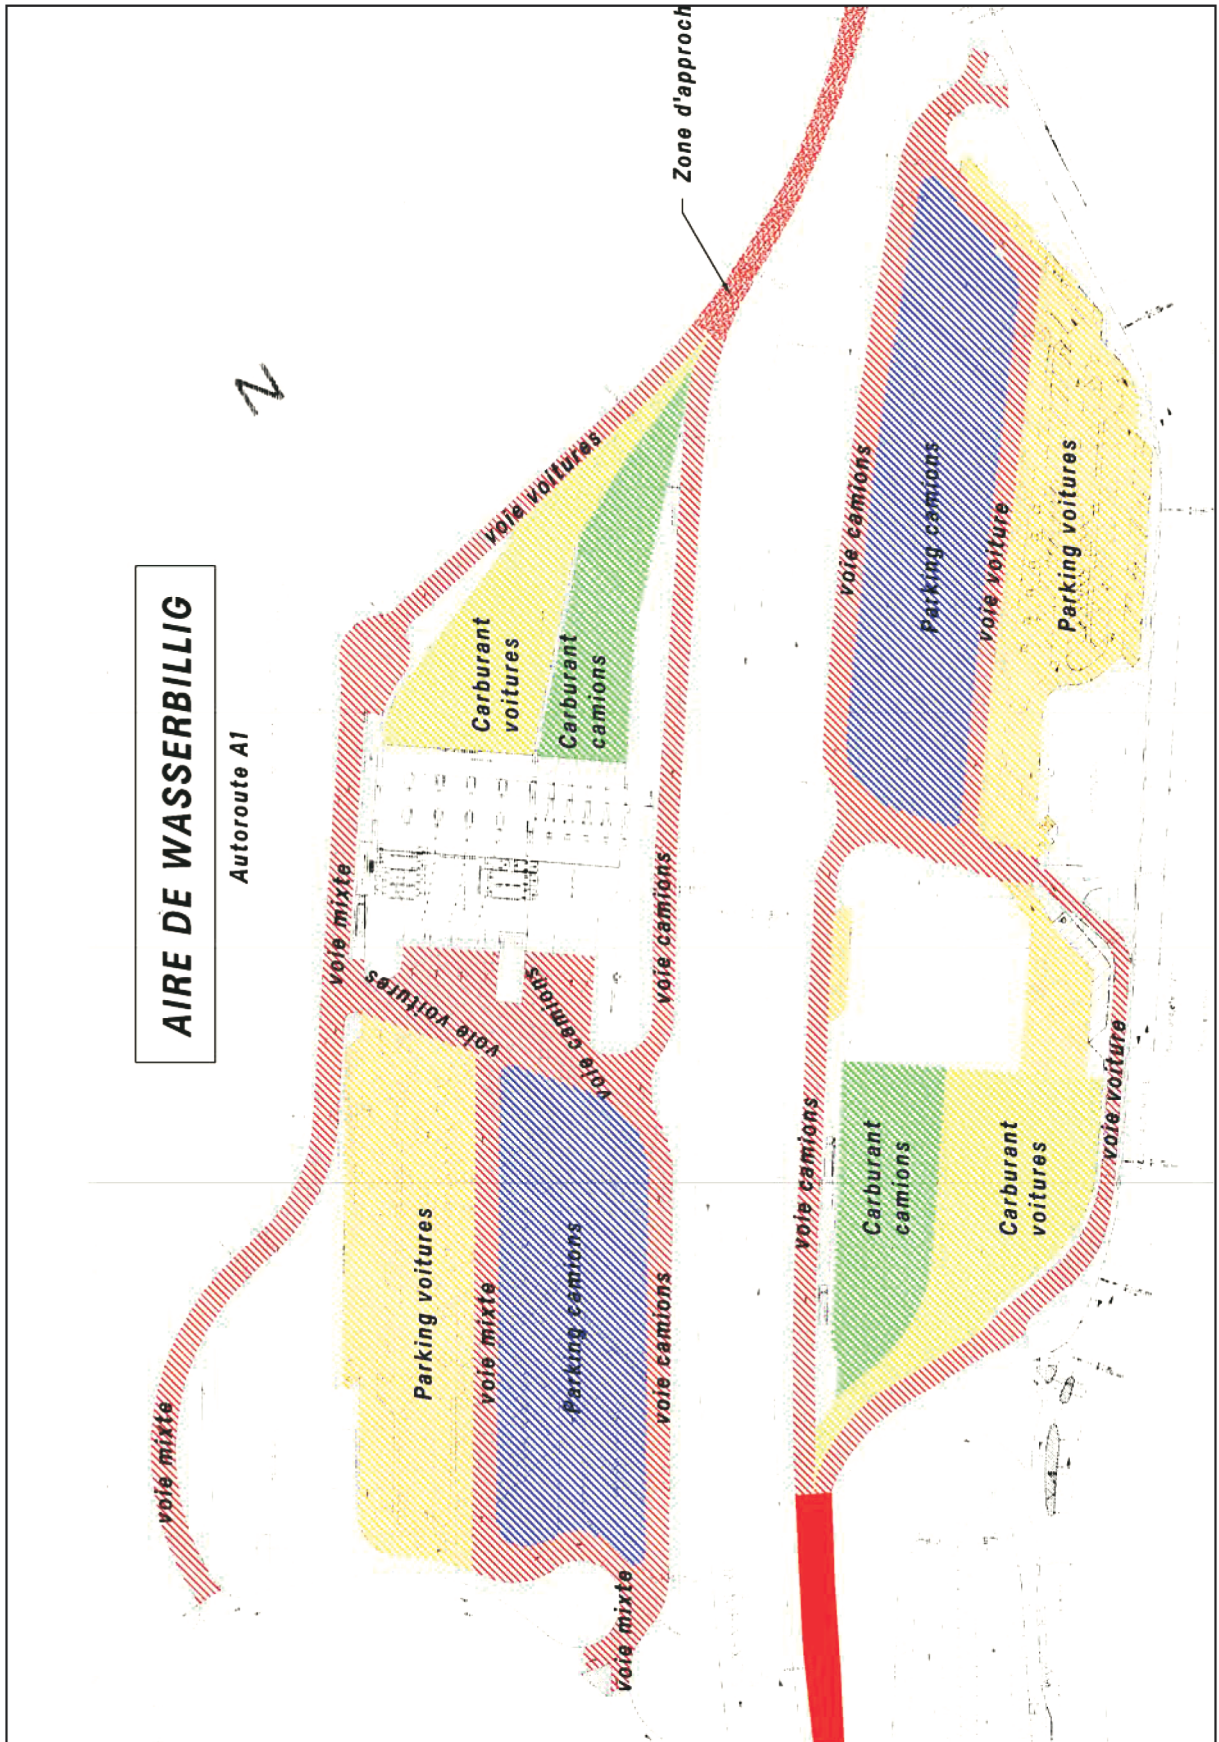 AIRE DE WASSERBILLIG
Autoroute A1
Zone d'approch
voie voitures
Carburant
voitures
Carburant
camions
voie mixte
voie camions
voie voitures
voie camions
Parking voitures
voie mixte
Parking camions
voie camions
voie mixte
voie mixte
voie camions
Parking camions
voie voiture
Parking voitures
voie camions
Carburant
camions
Carburant
voitures
voie voiture